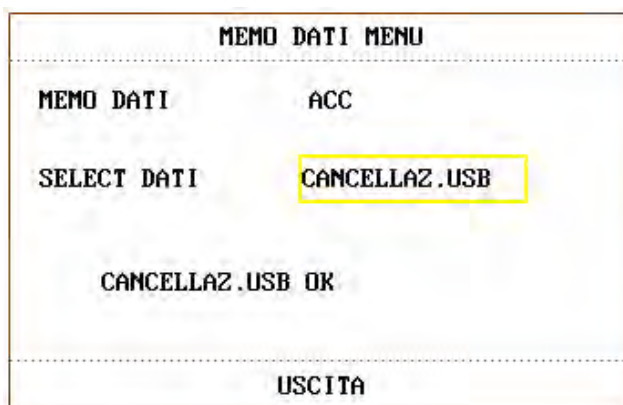 MEMO DATI MENU
MEMO DATI ACC
SELECT DATI CANCELLAZ.USB
CANCELLAZ.USB OK
USCITA